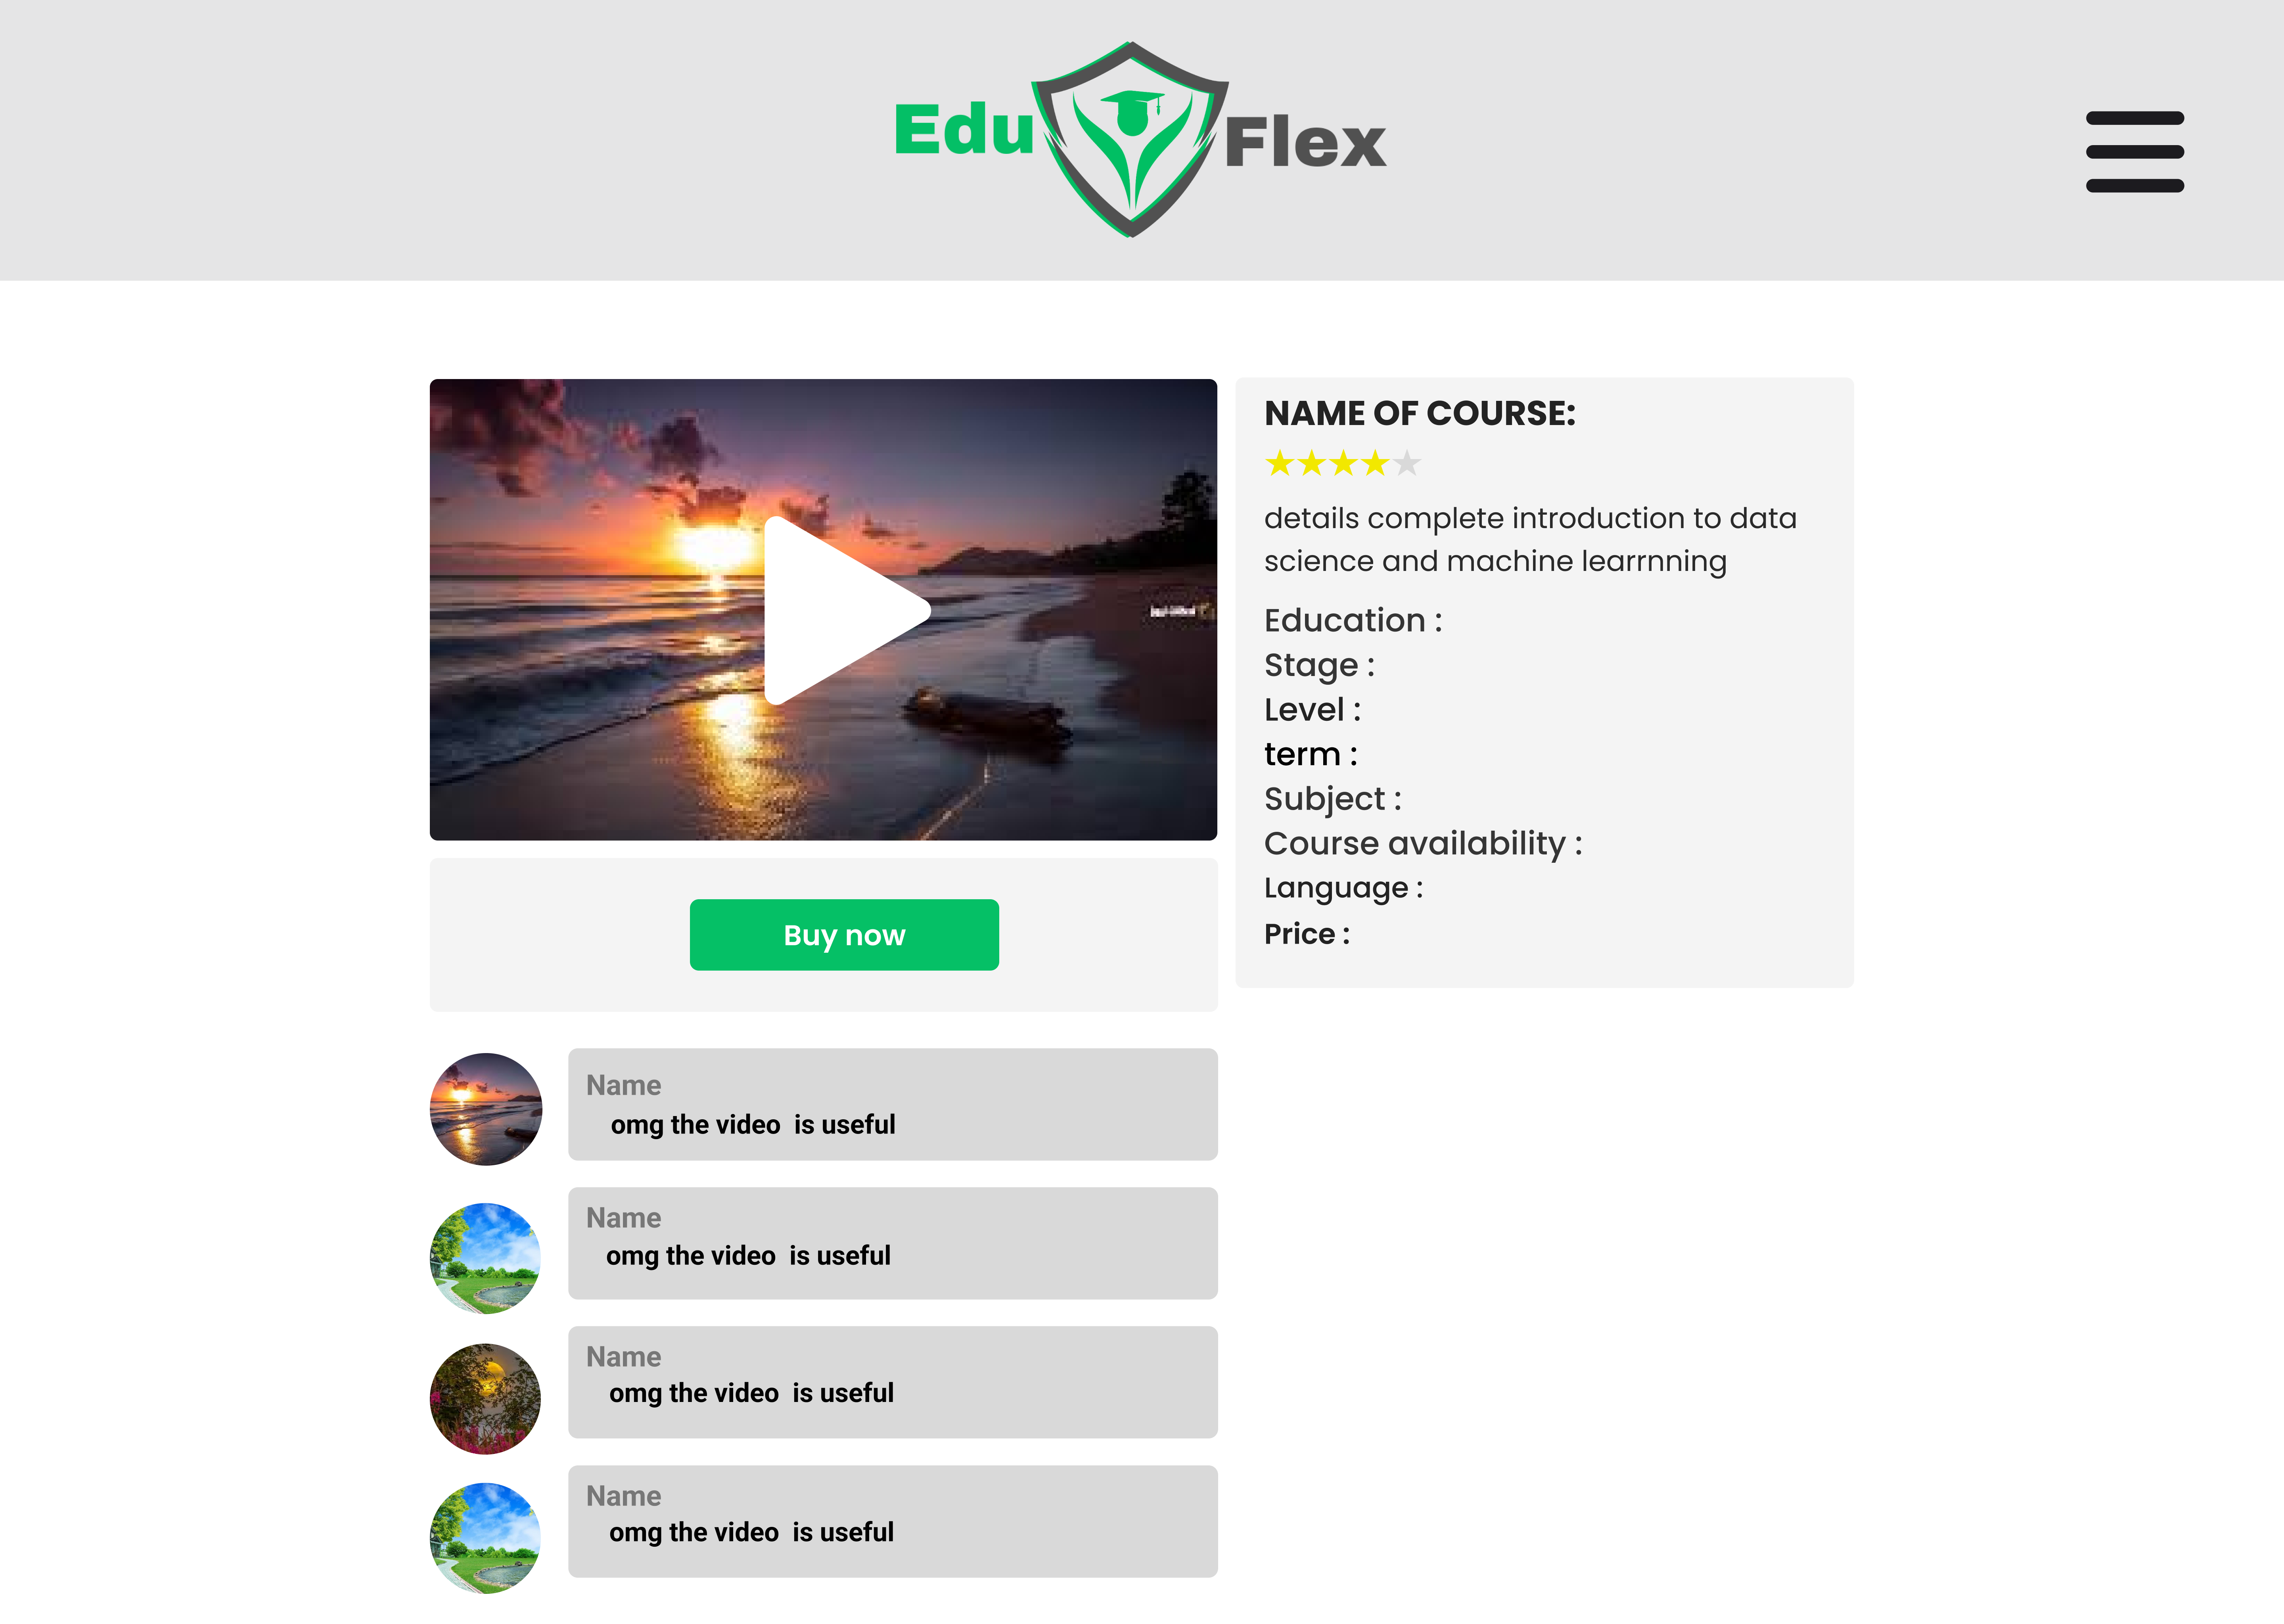 Edu Flex
NAME OF COURSE:
details complete introduction to data
science and machine learrnning
Education :
Stage :
Level :
term :
Subject :
Course availability :
Language :
Price :
Buy now
Name
omg the video  is useful
Name
omg the video  is useful
Name
omg the video  is useful
Name
omg the video  is useful